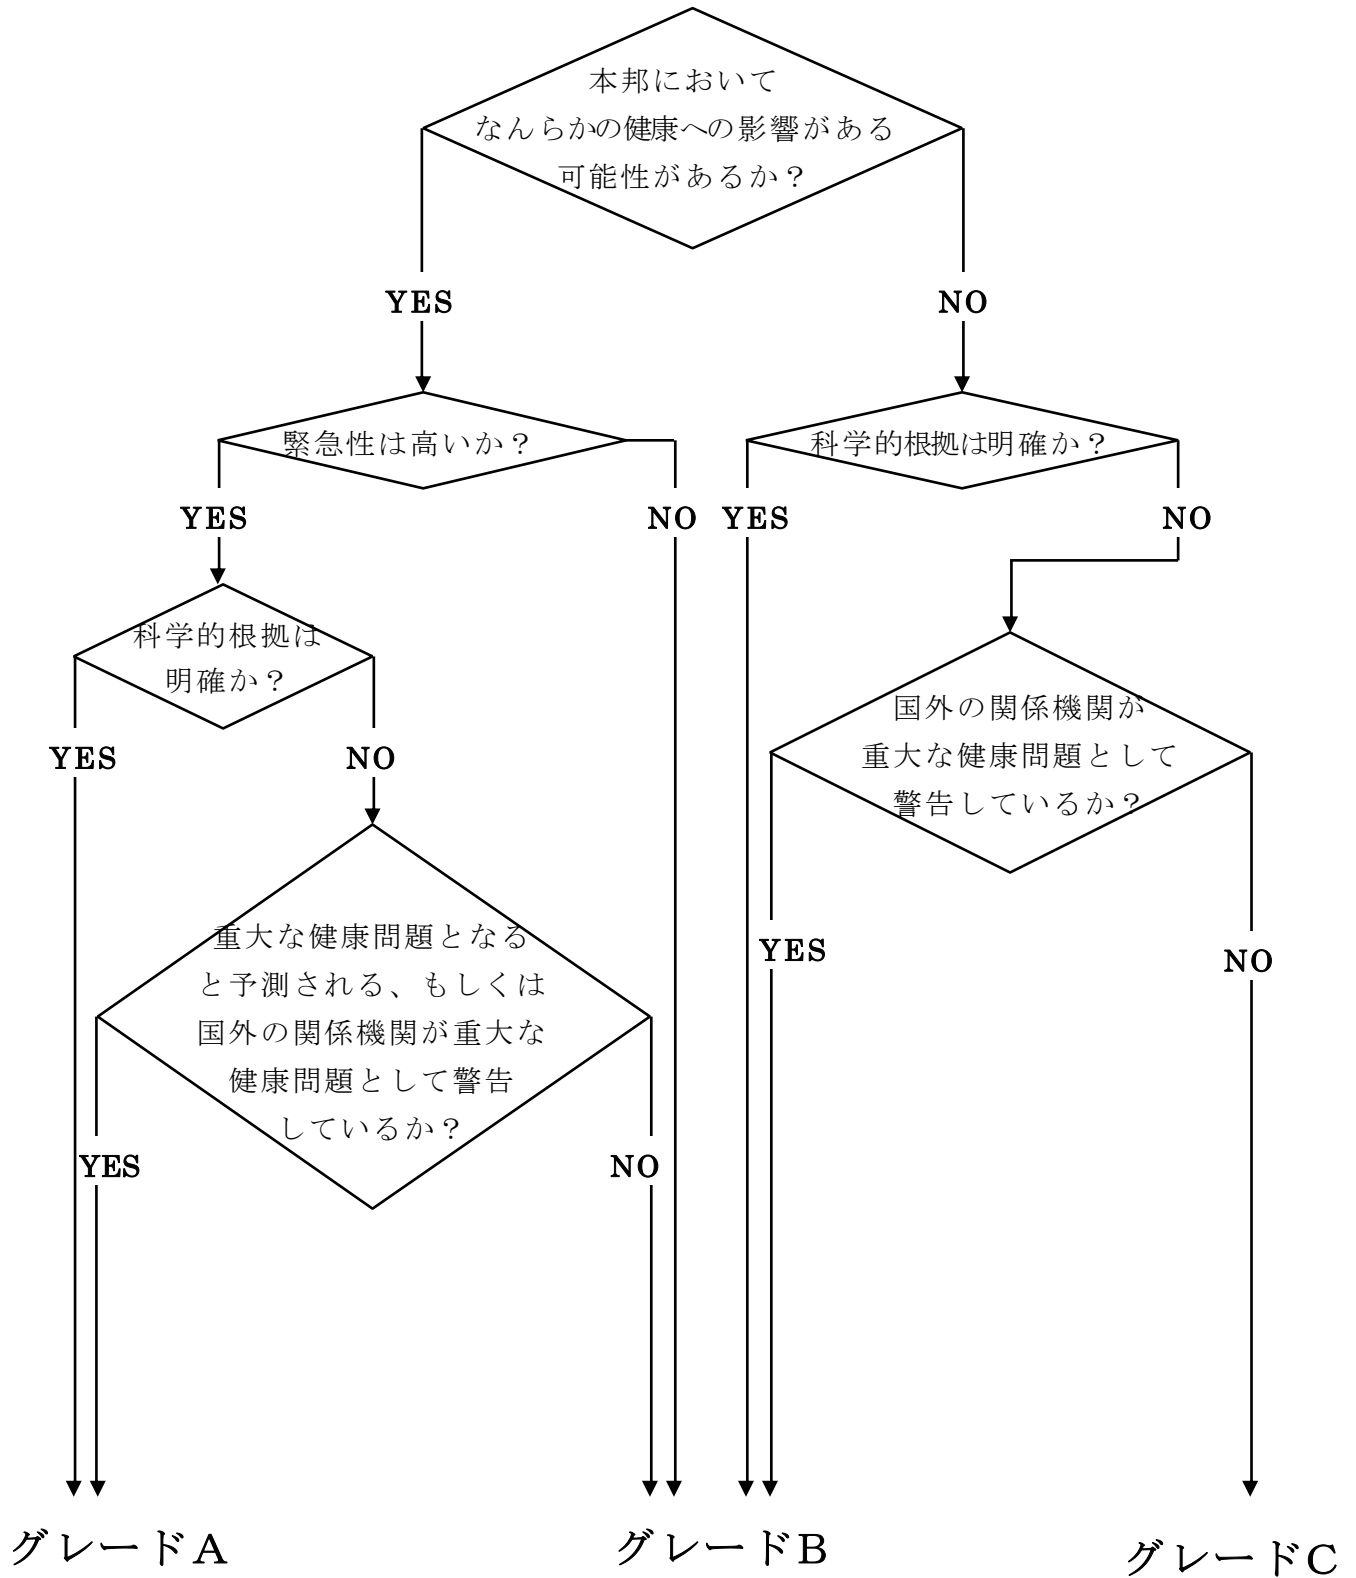 本邦において
なんらかの健康への影響がある
可能性があるか？
YES
NO
緊急性は高いか？
科学的根拠は明確か？
YES
NO
YES
NO
科学的根拠は
明確か？
国外の関係機関が
重大な健康問題として
警告しているか？
YES
NO
重大な健康問題となる
と予測される、もしくは
国外の関係機関が重大な
健康問題として警告
しているか？
YES
NO
YES
NO
グレードA
グレードB
グレードC